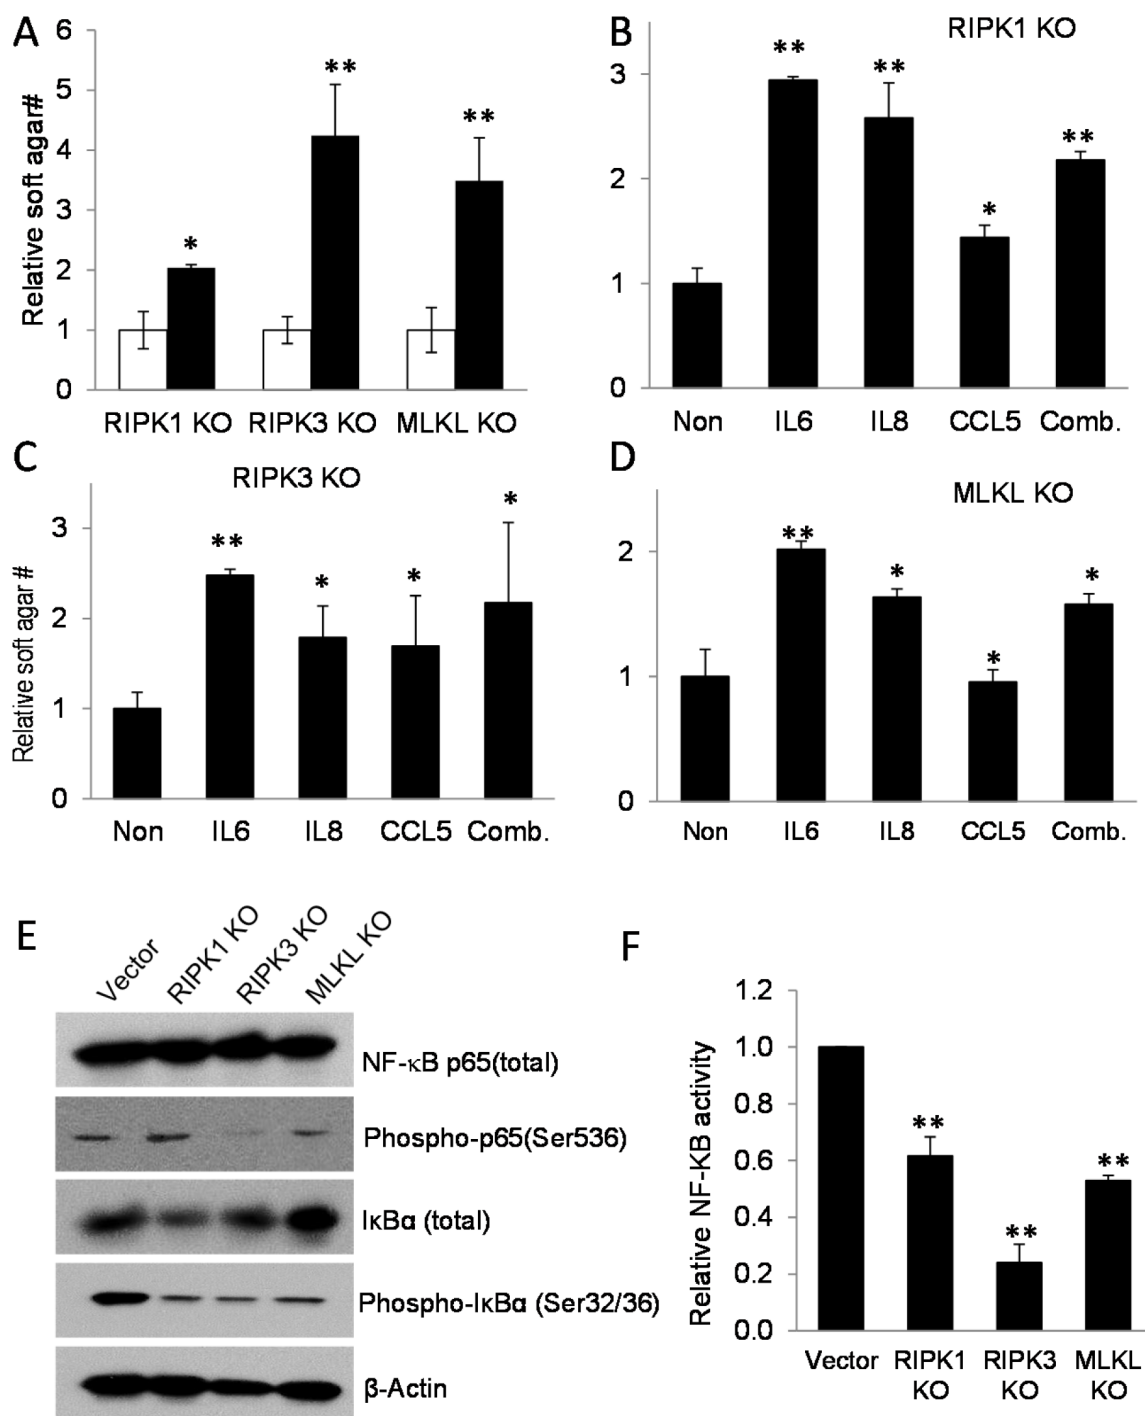 A
Relative soft agar#
6
5
4
3
2
1
0
*
**
**
RIPK1 KO RIPK3 KO MLKL KO
B
RIPK1 KO
3
2
1
0
**
**
*
**
Non IL6 IL8 CCL5 Comb.
C
RIPK3 KO
Relative soft agar #
3
2
1
0
**
*
*
*
Non IL6 IL8 CCL5 Comb.
D
MLKL KO
2
1
0
**
*
*
*
Non IL6 IL8 CCL5 Comb.
E
Vector
RIPK1 KO
RIPK3 KO
MLKL KO
NF-κB p65(total)
Phospho-p65(Ser536)
IκBα (total)
Phospho-IκBα (Ser32/36)
β-Actin
F
Relative NF-KB activity
1.2
1.0
0.8
0.6
0.4
0.2
0.0
**
**
**
Vector RIPK1 RIPK3 MLKL
KO KO KO